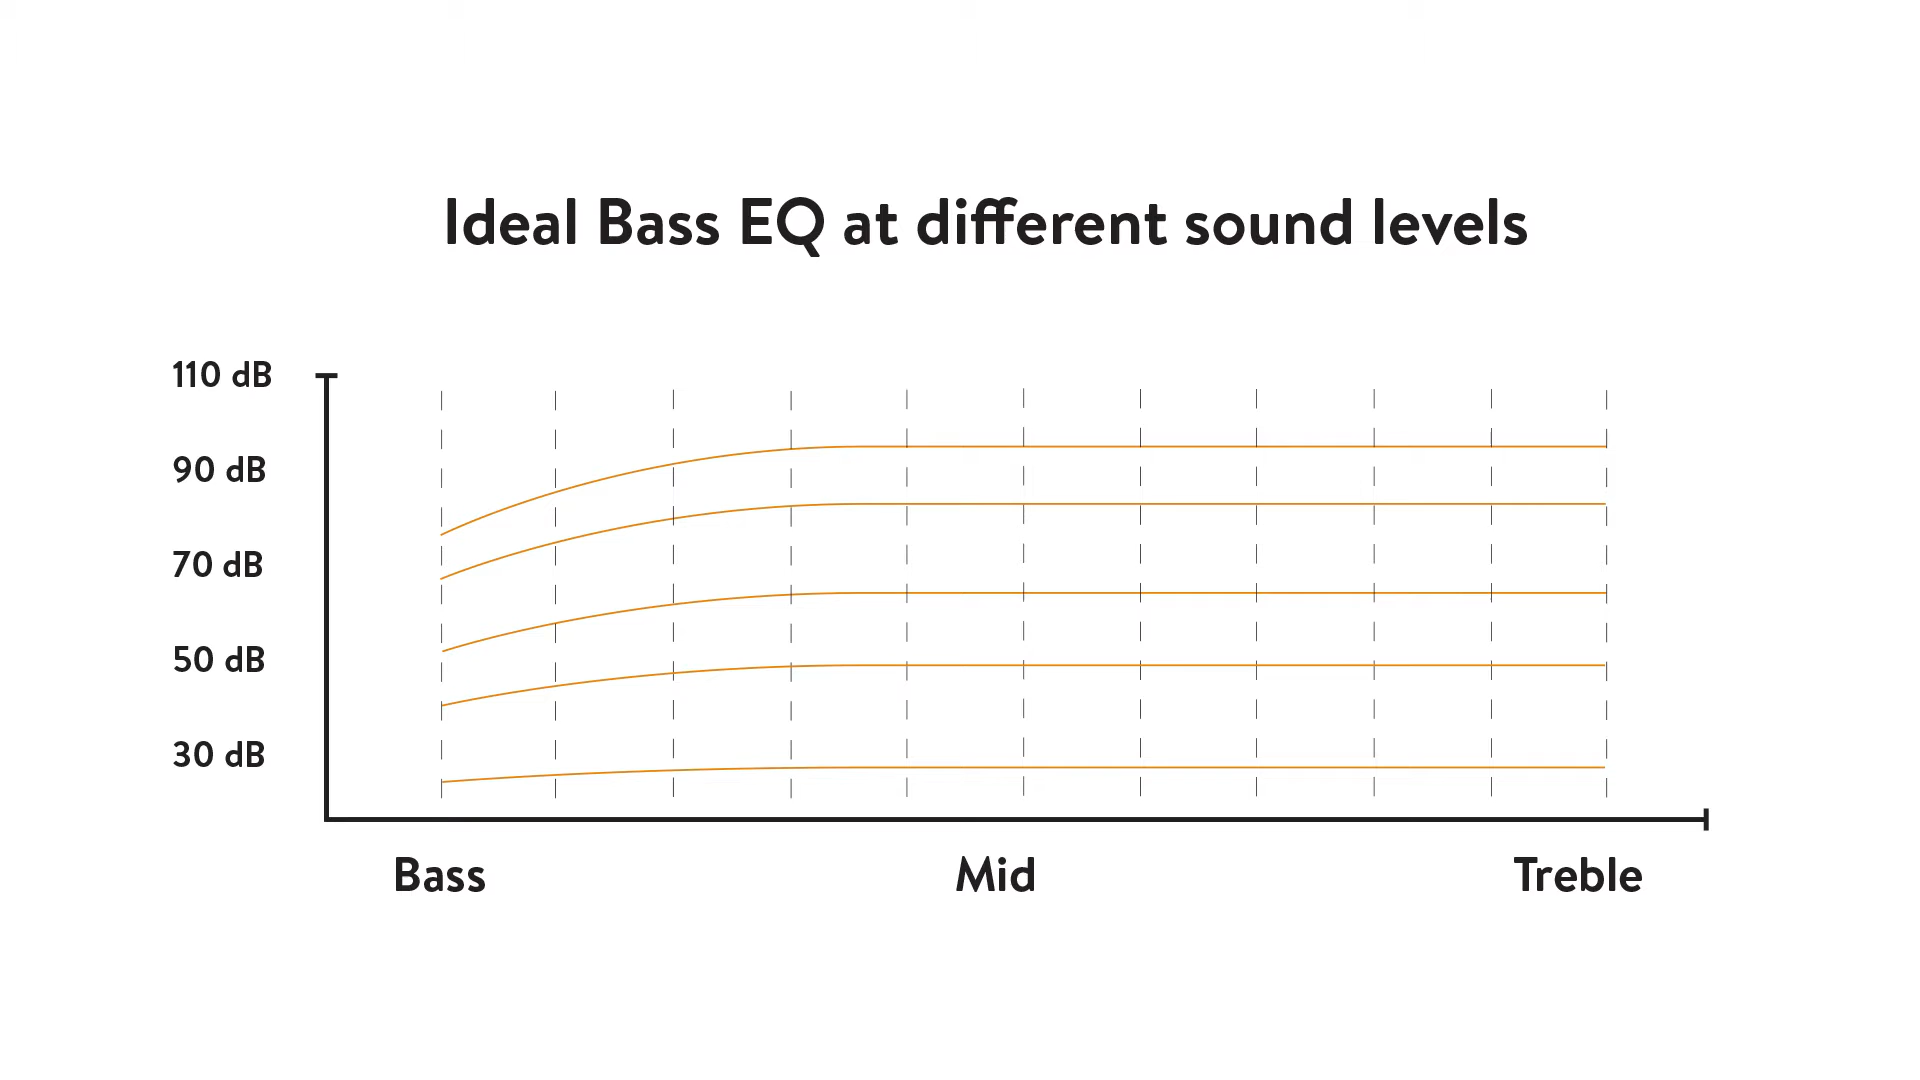 Ideal Bass EQ at different sound levels
110 dB
90 dB
70 dB
50 dB
30 dB
Bass Mid Treble